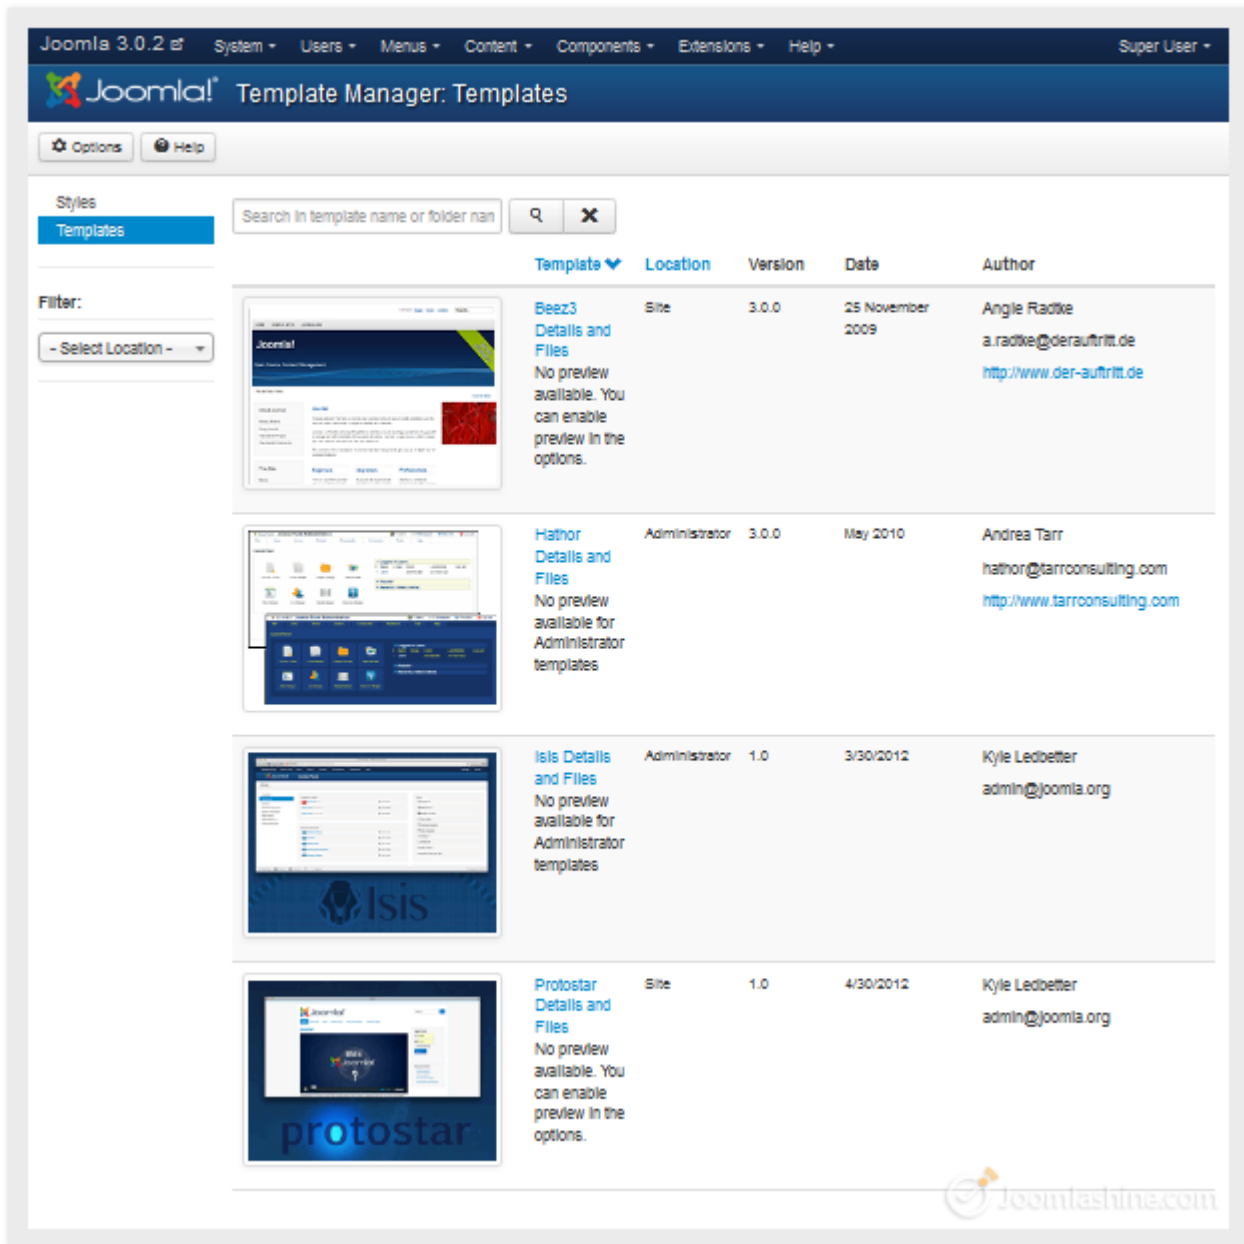 Joomla 3.0.2 System Users Menus Content Components Extensions Help Super User
Joomla!® Template Manager: Templates
Options Help
Styles
Templates
Search in template name or folder nam
Template Location Version Date Author
Filter:
- Select Location -
Beez3
Details and
Files
No preview
available. You
can enable
preview in the
options.
Site
3.0.0
25 November
2009
Angie Radtke
a.radtke@derauftritt.de
http://www.der-auftritt.de
Joomla!
Hathor
Details and
Files
No preview
available for
Administrator
templates
Administrator
3.0.0
May 2010
Andrea Tarr
hathor@tarrconsulting.com
http://www.tarrconsulting.com
Isis Details
and Files
No preview
available for
Administrator
templates
Administrator
1.0
3/30/2012
Kyle Ledbetter
admin@joomla.org
Isis
Protostar
Details and
Files
No preview
available. You
can enable
preview in the
options.
Site
1.0
4/30/2012
Kyle Ledbetter
admin@joomla.org
Joomla!
protostar
Joomlashine.com